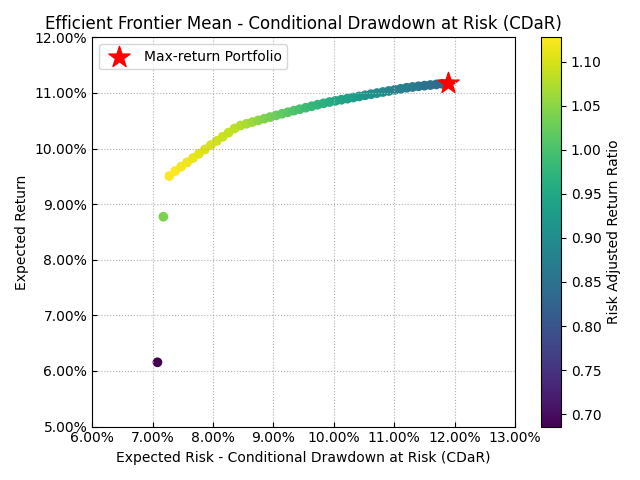 Efficient Frontier Mean - Conditional Drawdown at Risk (CDaR)
Max-return Portfolio
12.00%
11.00%
10.00%
9.00%
8.00%
7.00%
6.00%
5.00%
Expected Return
6.00% 7.00% 8.00% 9.00% 10.00% 11.00% 12.00% 13.00%
Expected Risk - Conditional Drawdown at Risk (CDaR)
1.10
1.05
1.00
0.95
0.90
0.85
0.80
0.75
0.70
Risk Adjusted Return Ratio